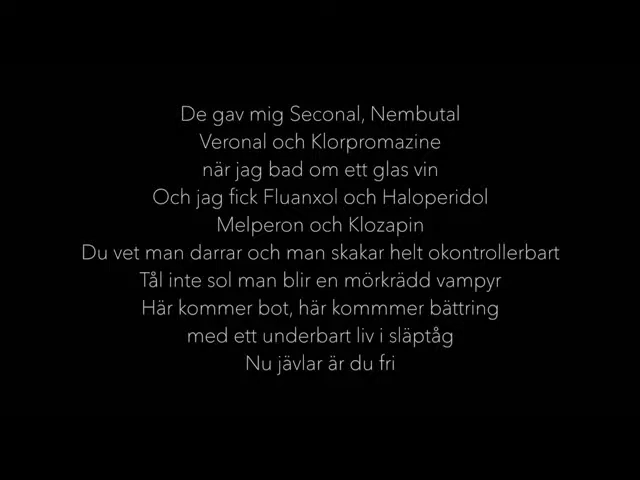 De gav mig Seconal, Nembutal
Veronal och Klorpromazine
när jag bad om ett glas vin
Och jag fick Fluanxol och Haloperidol
Melperon och Klozapin
Du vet man darrar och man skakar helt okontrollerbart
Tål inte sol man blir en mörkrädd vampyr
Här kommer bot, här kommmer bättring
med ett underbart liv i släptåg
Nu jävlar är du fri